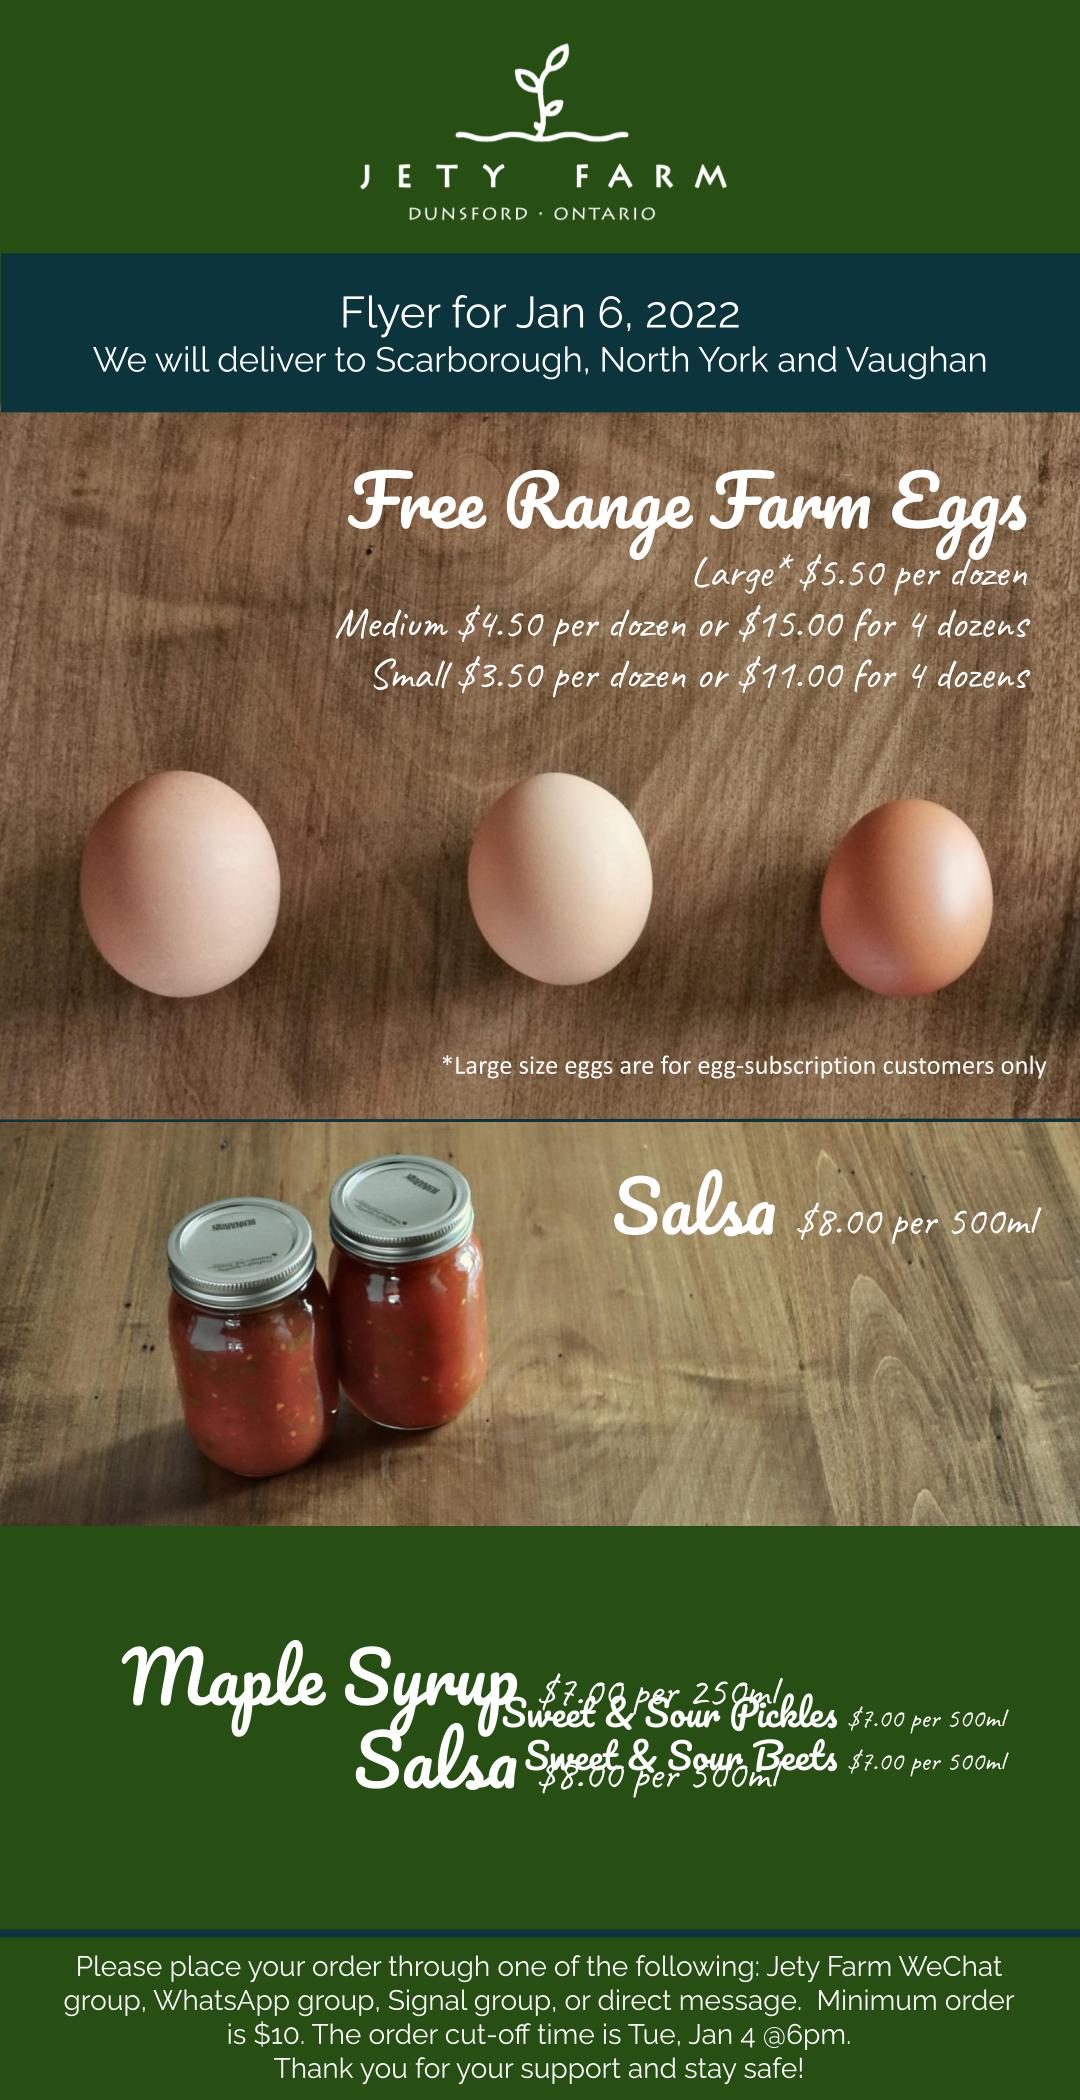 JETY FARM
DUNSFORD · ONTARIO
Flyer for Jan 6, 2022
We will deliver to Scarborough, North York and Vaughan
Free Range Farm Eggs
Large* $5.50 per dozen
Medium $4.50 per dozen or $15.00 for 4 dozens
Small $3.50 per dozen or $11.00 for 4 dozens
*Large size eggs are for egg-subscription customers only
Salsa $8.00 per 500ml
Maple Syrup $7.00 per 250ml
Sweet & Sour Pickles $7.00 per 500ml
Sweet & Sour Beets $7.00 per 500ml
Salsa $8.00 per 500ml
Please place your order through one of the following: Jety Farm WeChat
group, WhatsApp group, Signal group, or direct message.  Minimum order
is $10. The order cut-off time is Tue, Jan 4 @6pm.
Thank you for your support and stay safe!